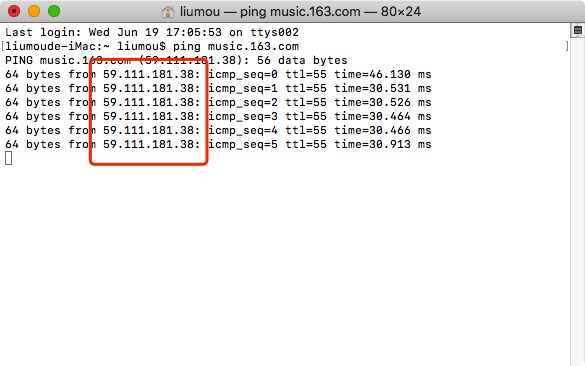 liumou — ping music.163.com — 80×24
Last login: Wed Jun 19 17:05:53 on ttys002
[liumoude-iMac:~ liumou$ ping music.163.com ]
PING music.163.com (59.111.181.38): 56 data bytes
64 bytes from 59.111.181.38: icmp_seq=0 ttl=55 time=46.130 ms
64 bytes from 59.111.181.38: icmp_seq=1 ttl=55 time=30.531 ms
64 bytes from 59.111.181.38: icmp_seq=2 ttl=55 time=30.526 ms
64 bytes from 59.111.181.38: icmp_seq=3 ttl=55 time=30.464 ms
64 bytes from 59.111.181.38: icmp_seq=4 ttl=55 time=30.466 ms
64 bytes from 59.111.181.38: icmp_seq=5 ttl=55 time=30.913 ms